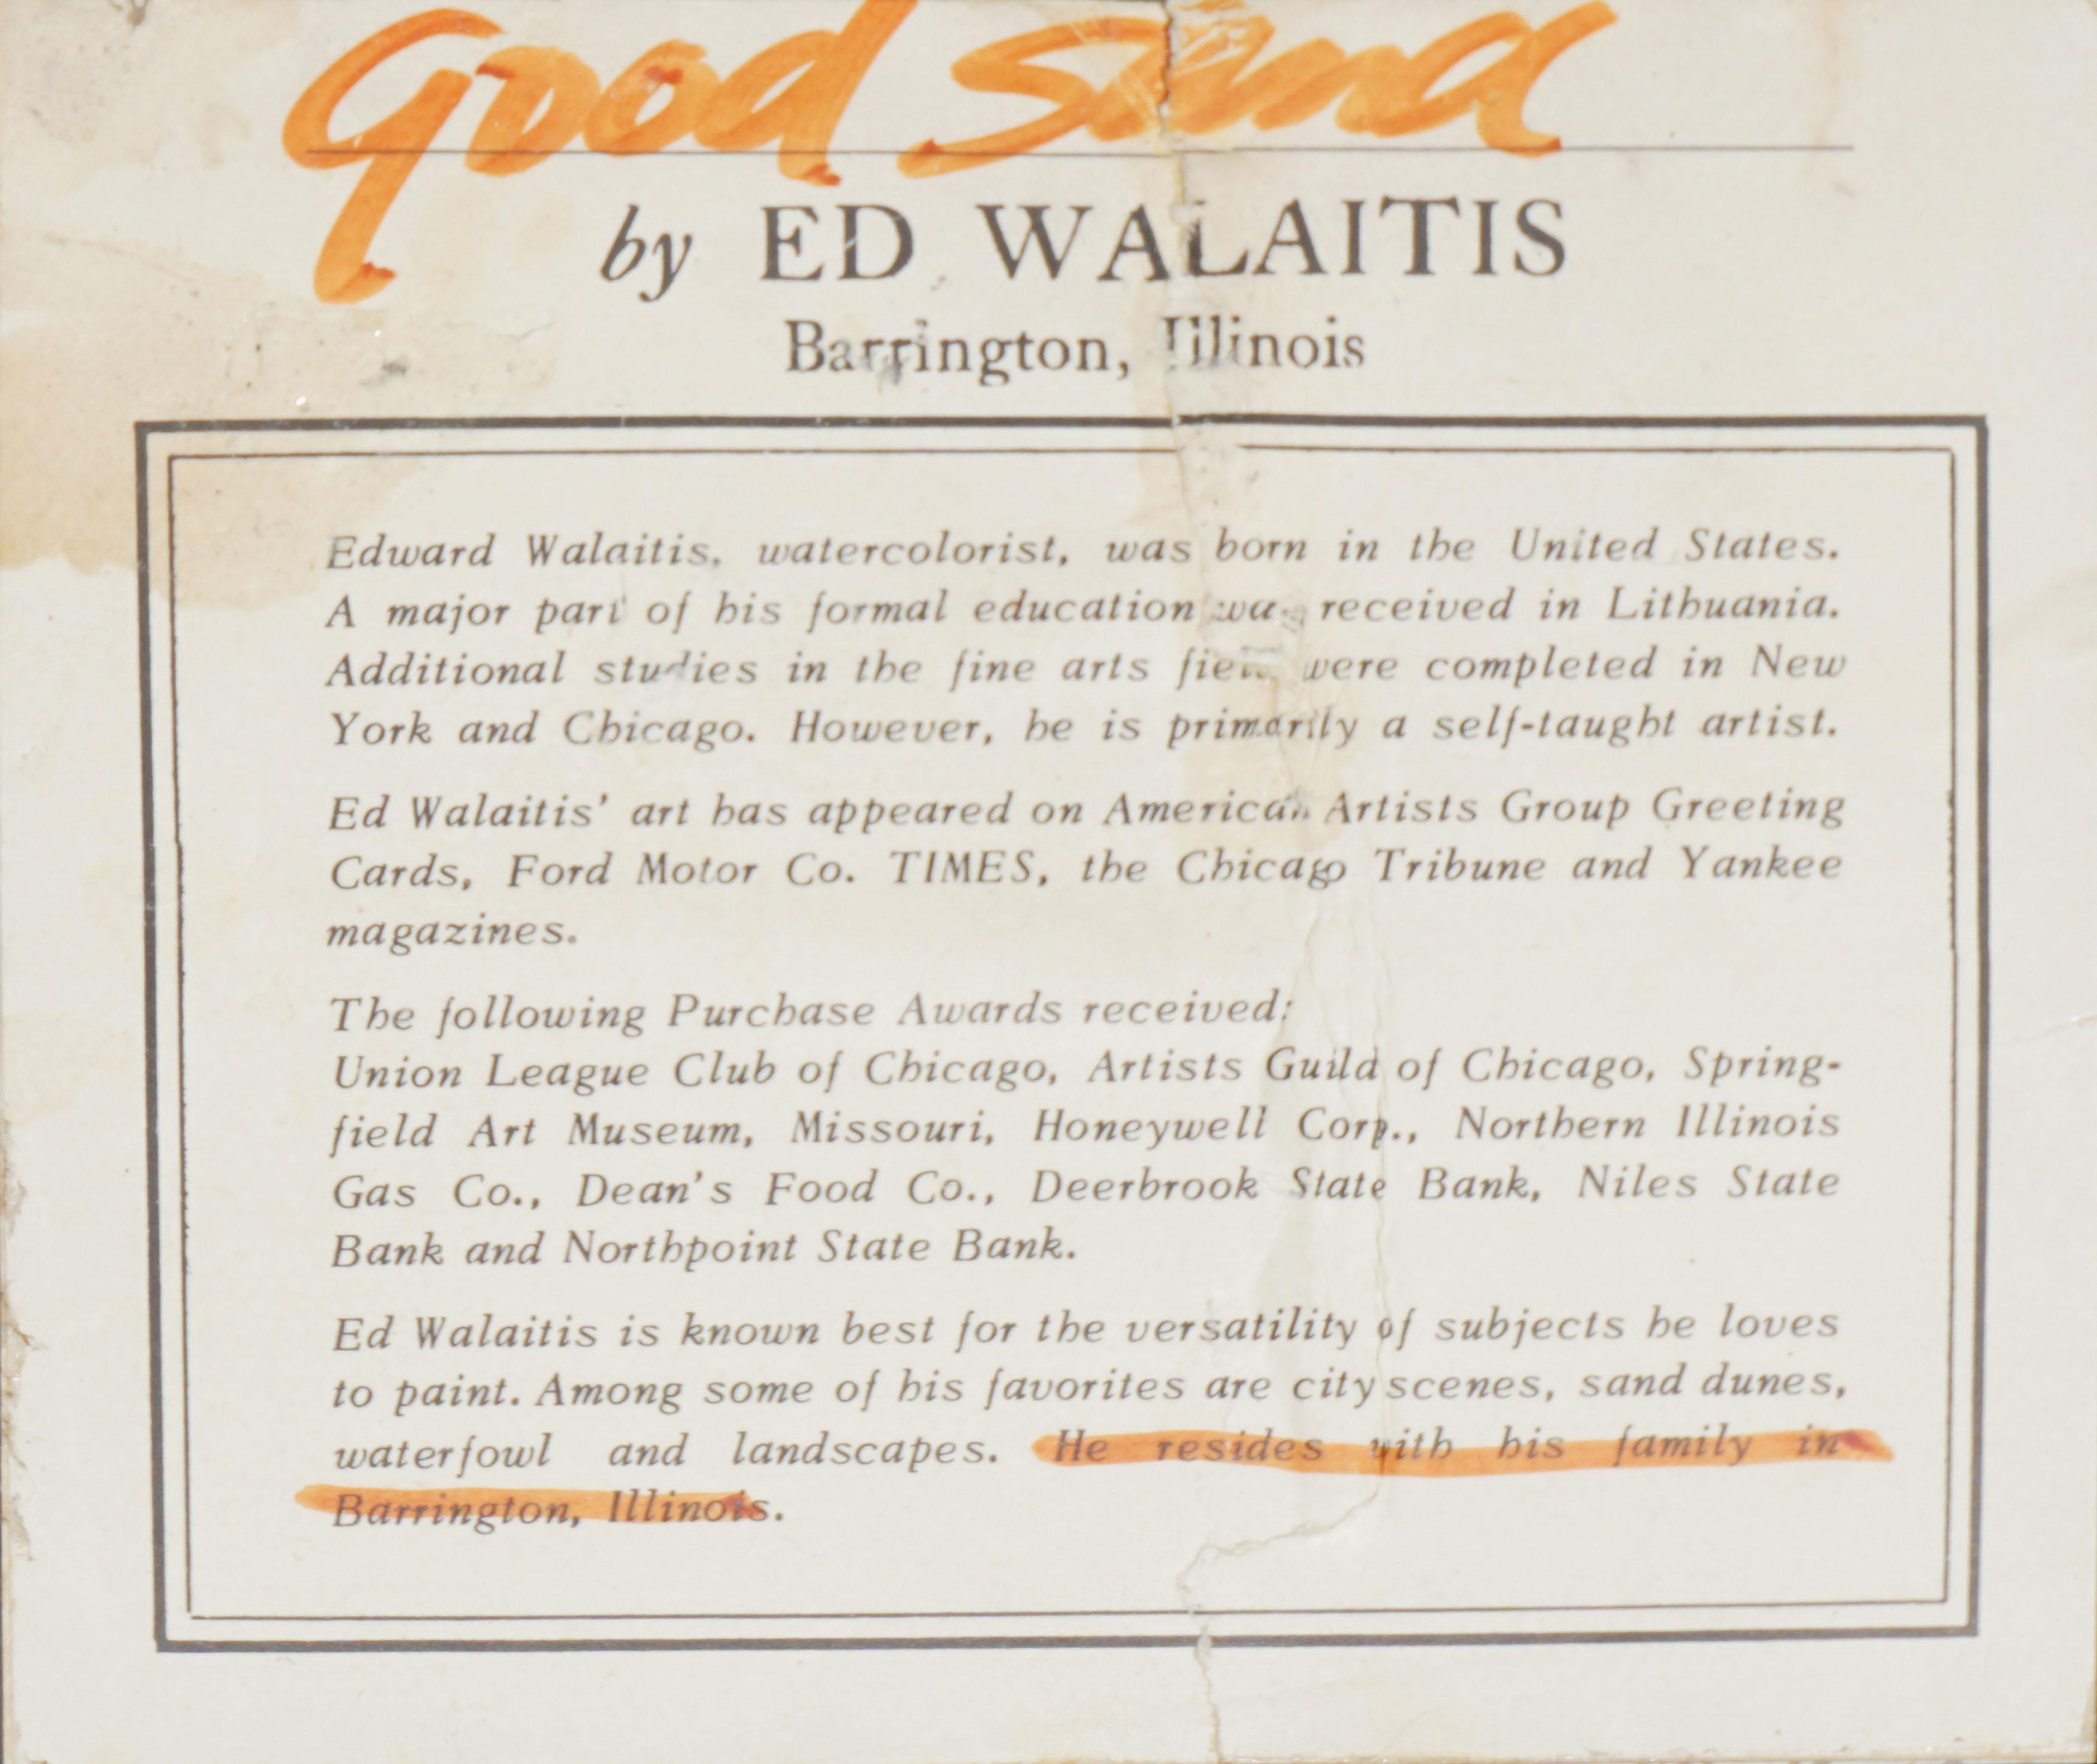 Good Sand
by ED WALAITIS
Barrington, Illinois
Edward Walaitis, watercolorist, was born in the United States.
A major part of his formal education was received in Lithuania.
Additional studies in the fine arts field were completed in New
York and Chicago. However, he is primarily a self-taught artist.
Ed Walaitis' art has appeared on American Artists Group Greeting
Cards, Ford Motor Co. TIMES, the Chicago Tribune and Yankee
magazines.
The following Purchase Awards received:
Union League Club of Chicago, Artists Guild of Chicago, Spring-
field Art Museum, Missouri, Honeywell Corp., Northern Illinois
Gas Co., Dean's Food Co., Deerbrook State Bank, Niles State
Bank and Northpoint State Bank.
Ed Walaitis is known best for the versatility of subjects he loves
to paint. Among some of his favorites are city scenes, sand dunes,
waterfowl and landscapes. He resides with his family in
Barrington, Illinois.